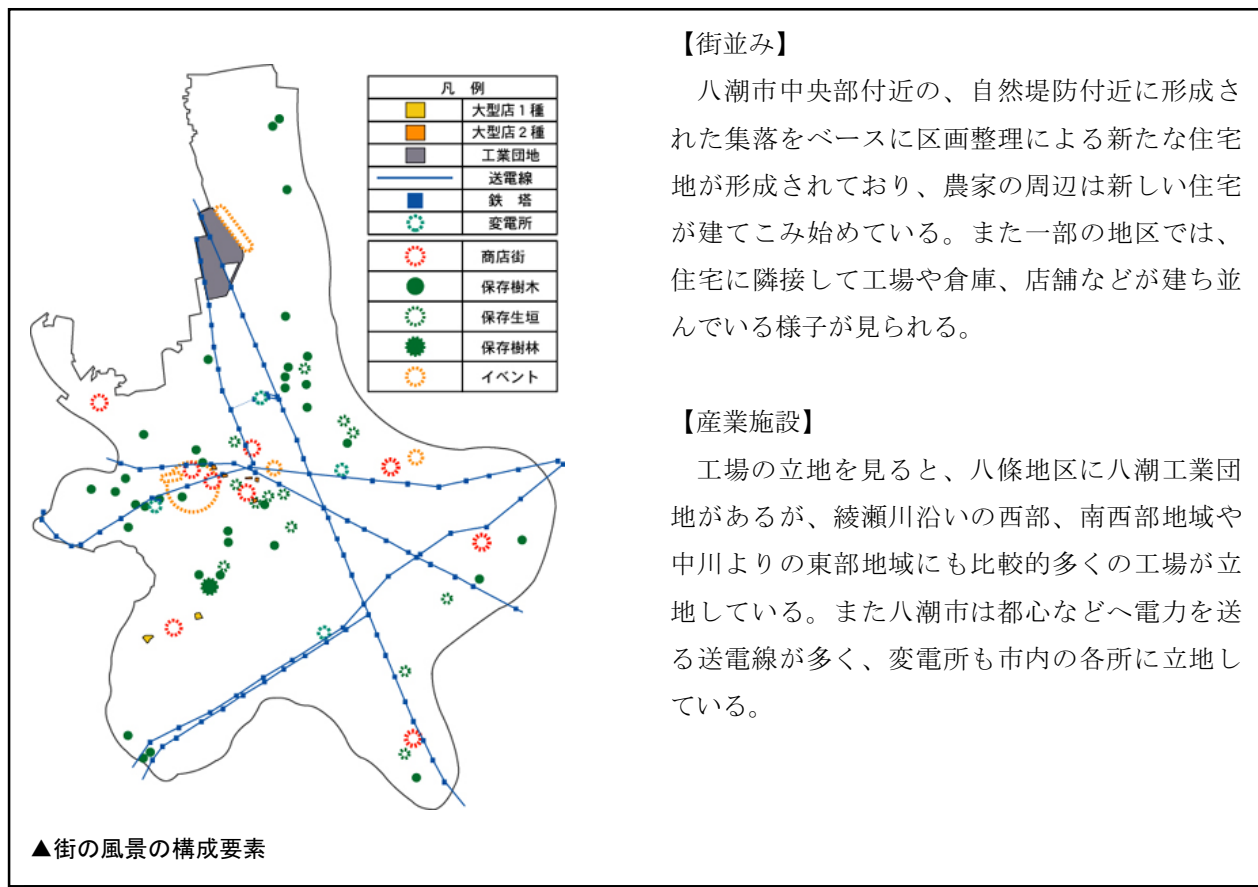 凡 例
大型店1種
大型店2種
工業団地
送電線
鉄 塔
変電所
商店街
保存樹木
保存生垣
保存樹林
イベント
▲街の風景の構成要素
【街並み】
八潮市中央部付近の、自然堤防付近に形成さ
れた集落をベースに区画整理による新たな住宅
地が形成されており、農家の周辺は新しい住宅
が建てこみ始めている。また一部の地区では、
住宅に隣接して工場や倉庫、店舗などが建ち並
んでいる様子が見られる。
【産業施設】
工場の立地を見ると、八條地区に八潮工業団
地があるが、綾瀬川沿いの西部、南西部地域や
中川よりの東部地域にも比較的多くの工場が立
地している。また八潮市は都心などへ電力を送
る送電線が多く、変電所も市内の各所に立地し
ている。